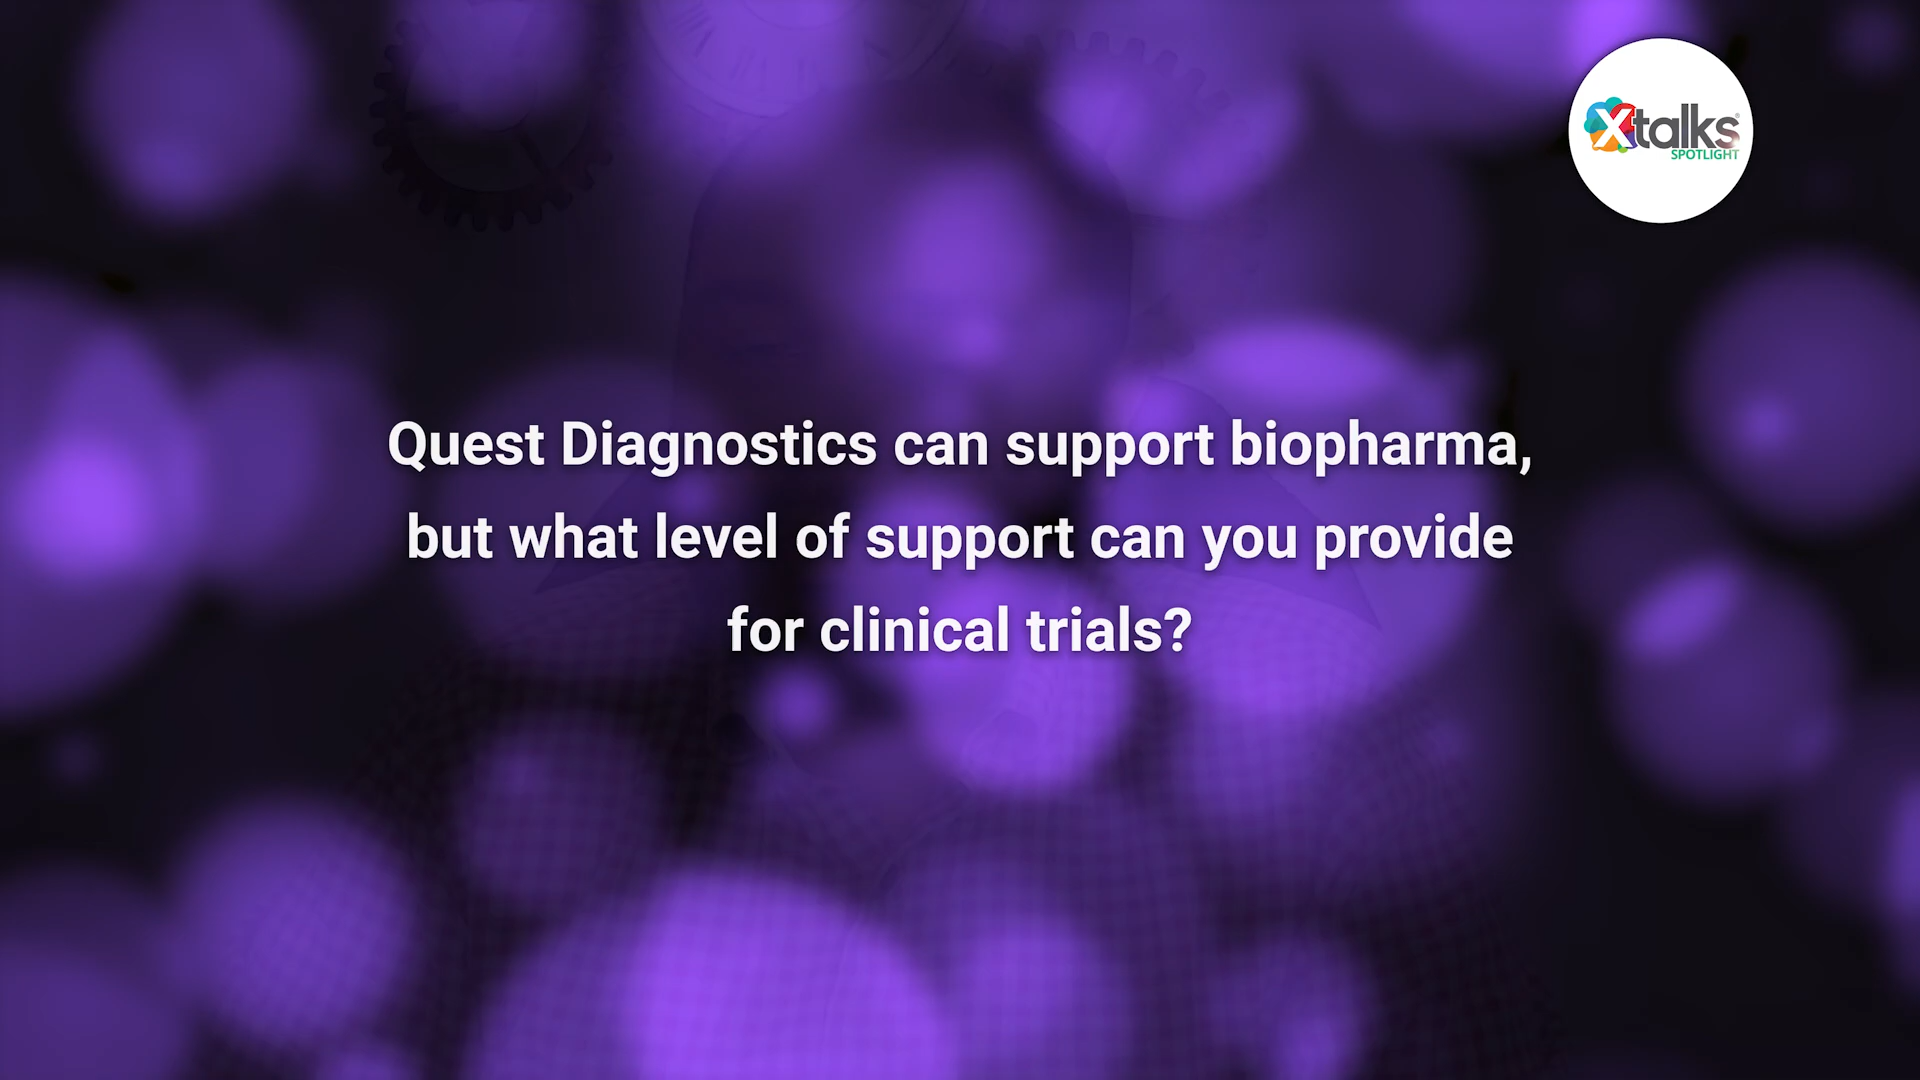 Xtalks
SPOTLIGHT
Quest Diagnostics can support biopharma,
but what level of support can you provide
for clinical trials?